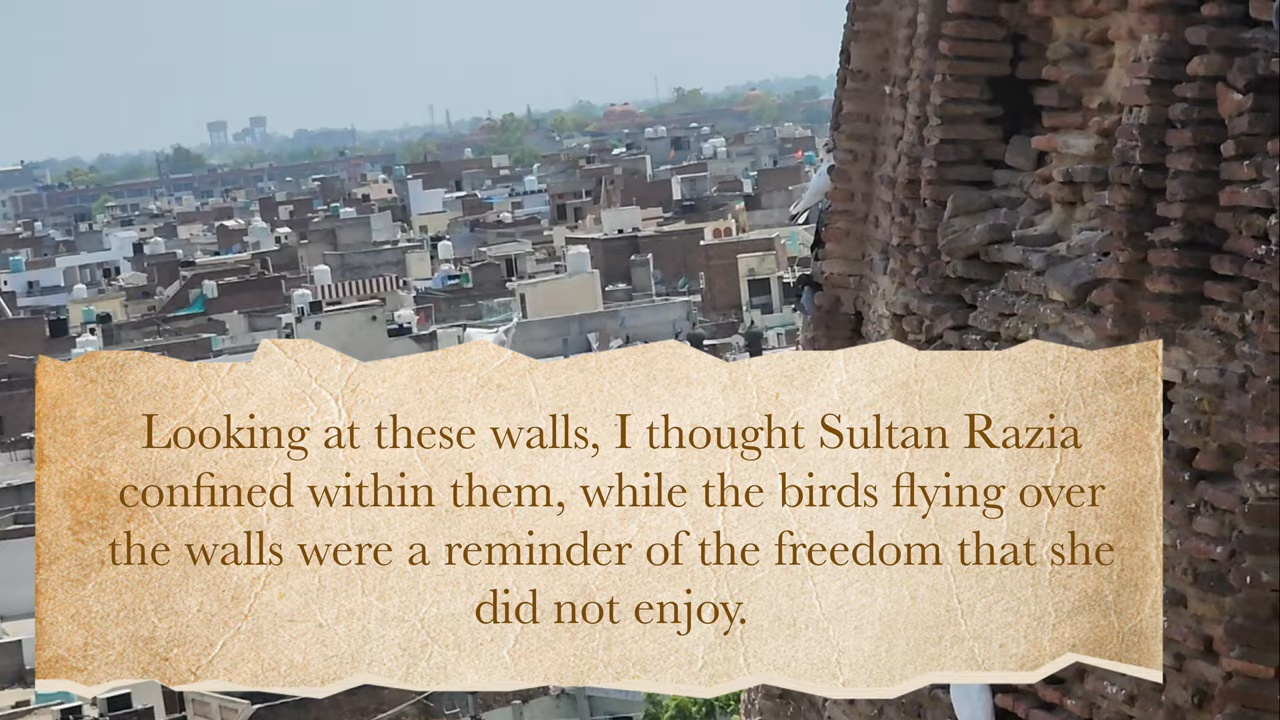 Looking at these walls, I thought Sultan Razia
confined within them, while the birds flying over
the walls were a reminder of the freedom that she
did not enjoy.